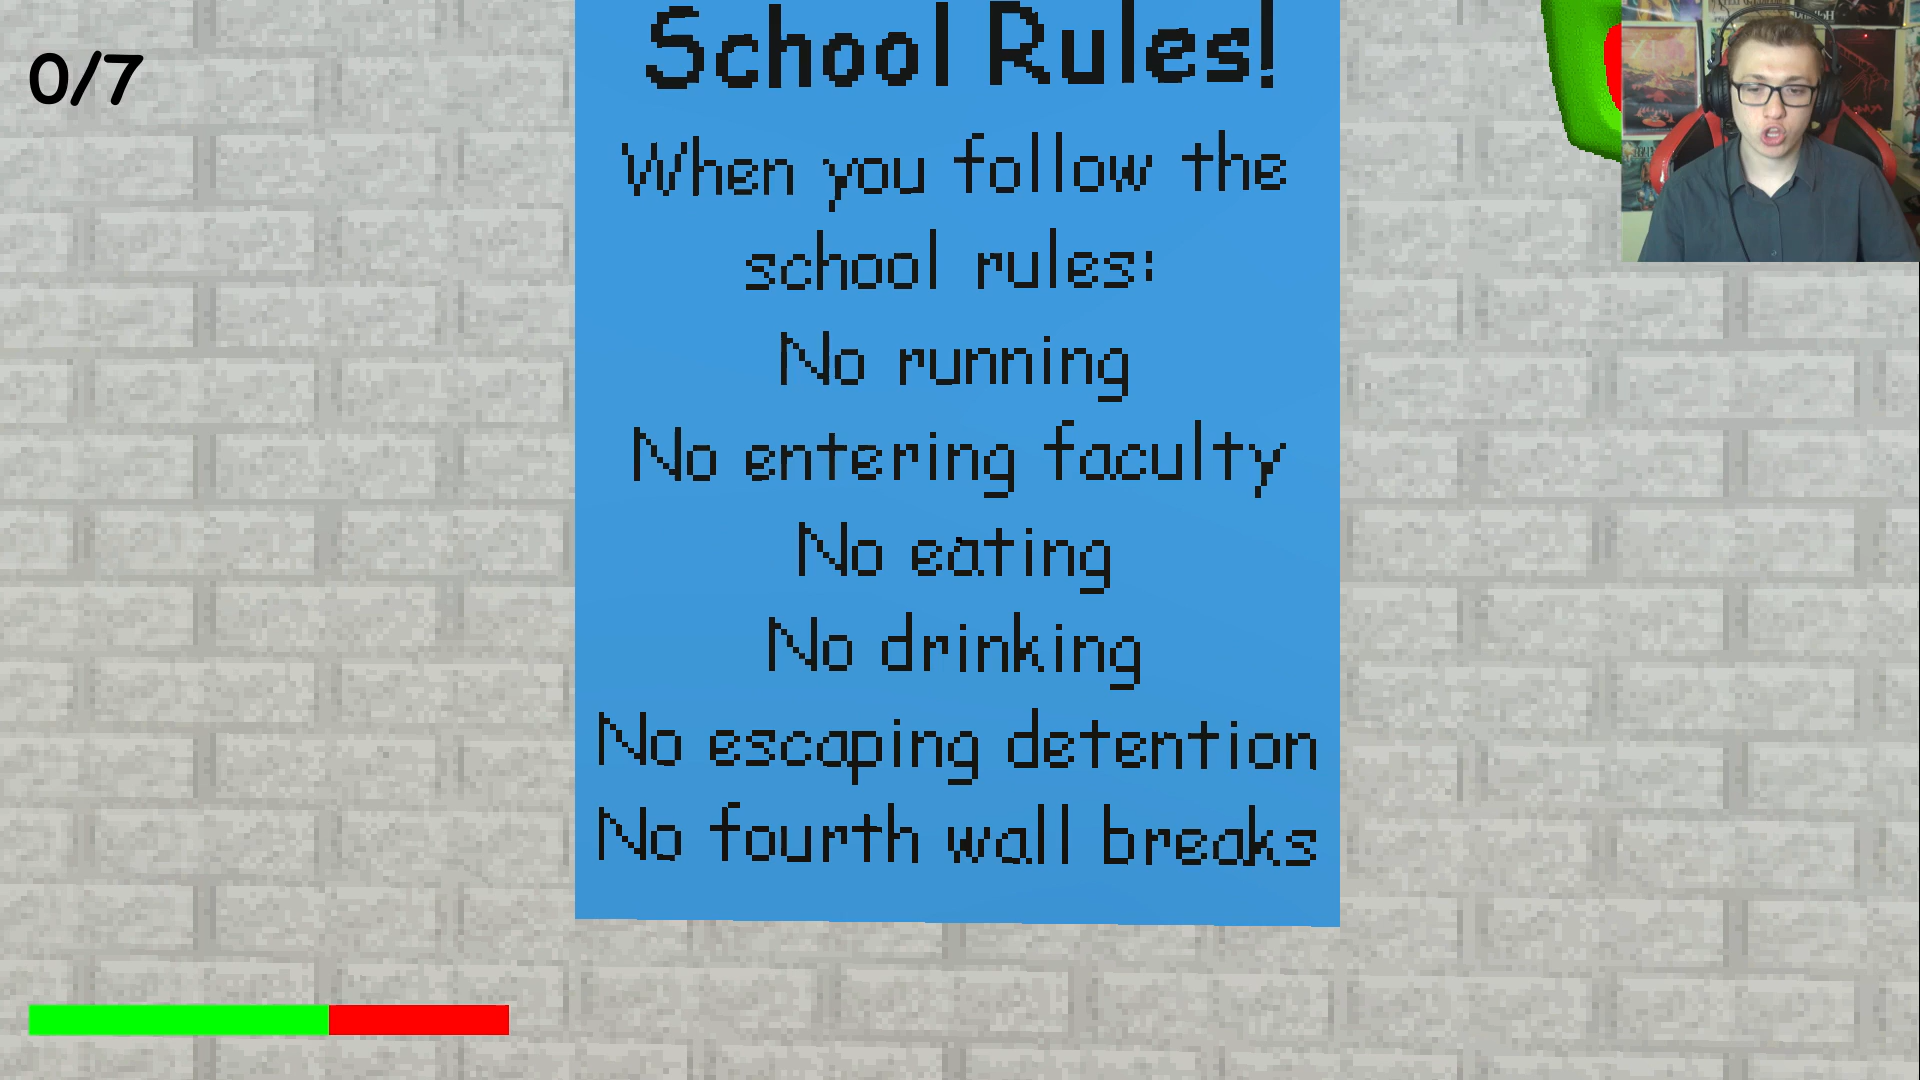 0/7
School Rules!
When you follow the
school rules:
No running
No entering faculty
No eating
No drinking
No escaping detention
No fourth wall breaks